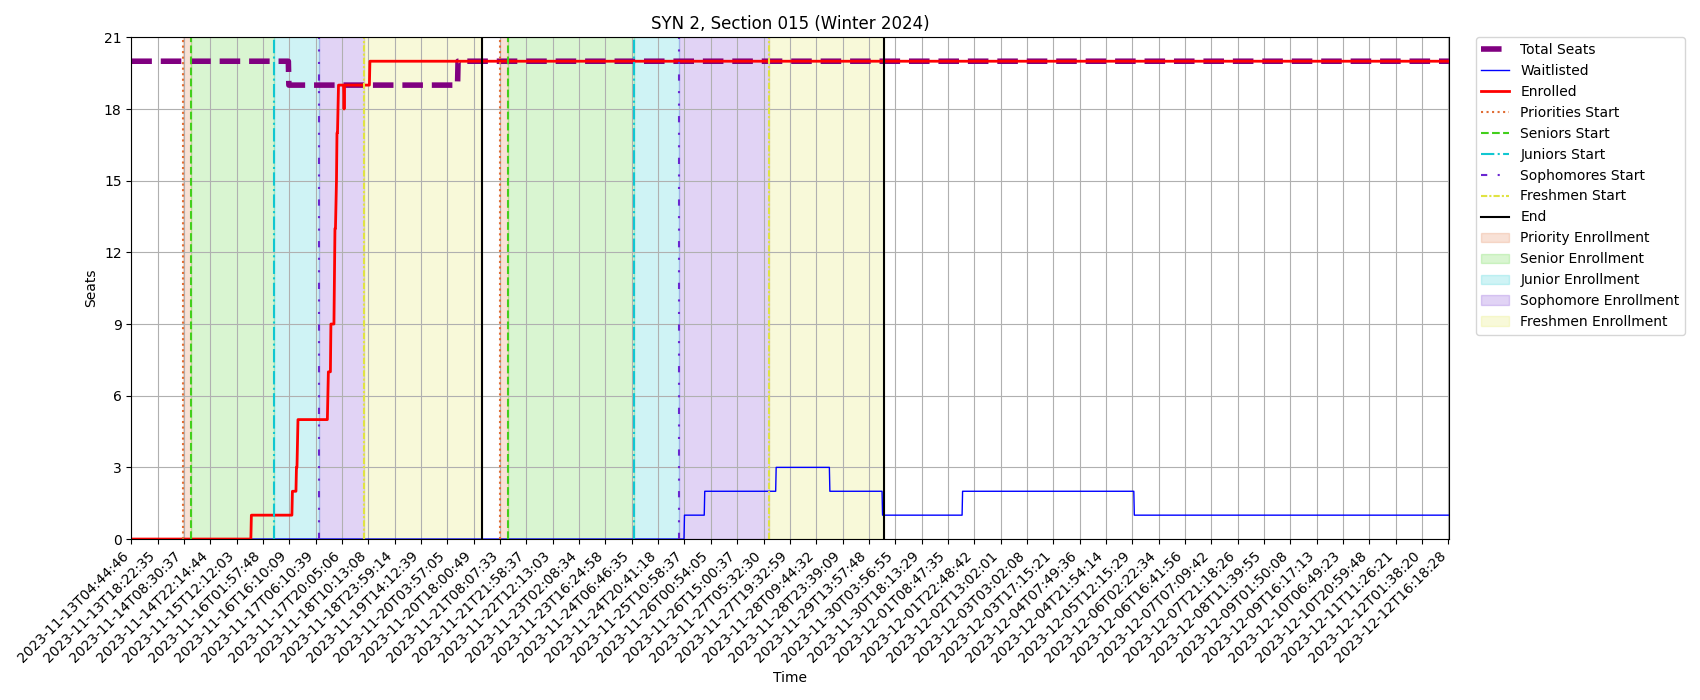 SYN 2, Section 015 (Winter 2024)
21
18
15
12
9
6
3
0
Seats
2023-11-13T04:44:46
2023-11-13T18:22:35
2023-11-14T08:30:37
2023-11-14T22:14:44
2023-11-15T12:12:03
2023-11-16T01:57:48
2023-11-16T16:10:09
2023-11-17T06:10:39
2023-11-17T20:05:06
2023-11-18T10:13:08
2023-11-18T23:59:14
2023-11-19T14:12:39
2023-11-20T03:57:05
2023-11-20T18:00:49
2023-11-21T08:07:33
2023-11-21T21:58:37
2023-11-22T12:13:03
2023-11-23T02:08:34
2023-11-23T16:24:58
2023-11-24T06:46:35
2023-11-24T20:41:18
2023-11-25T10:58:37
2023-11-26T00:54:05
2023-11-26T15:00:37
2023-11-27T05:32:30
2023-11-27T19:32:59
2023-11-28T09:44:32
2023-11-28T23:39:09
2023-11-29T13:57:48
2023-11-30T03:56:55
2023-11-30T18:13:29
2023-12-01T08:47:35
2023-12-01T22:48:42
2023-12-02T13:02:01
2023-12-03T03:02:08
2023-12-03T17:15:21
2023-12-04T07:49:36
2023-12-04T21:54:14
2023-12-05T12:15:29
2023-12-06T02:22:34
2023-12-06T16:41:56
2023-12-07T07:09:42
2023-12-07T21:18:26
2023-12-08T11:39:55
2023-12-09T01:50:08
2023-12-09T16:17:13
2023-12-10T06:49:23
2023-12-10T20:59:48
2023-12-11T11:26:21
2023-12-12T01:38:20
2023-12-12T16:18:28
Time
Total Seats
Waitlisted
Enrolled
Priorities Start
Seniors Start
Juniors Start
Sophomores Start
Freshmen Start
End
Priority Enrollment
Senior Enrollment
Junior Enrollment
Sophomore Enrollment
Freshmen Enrollment